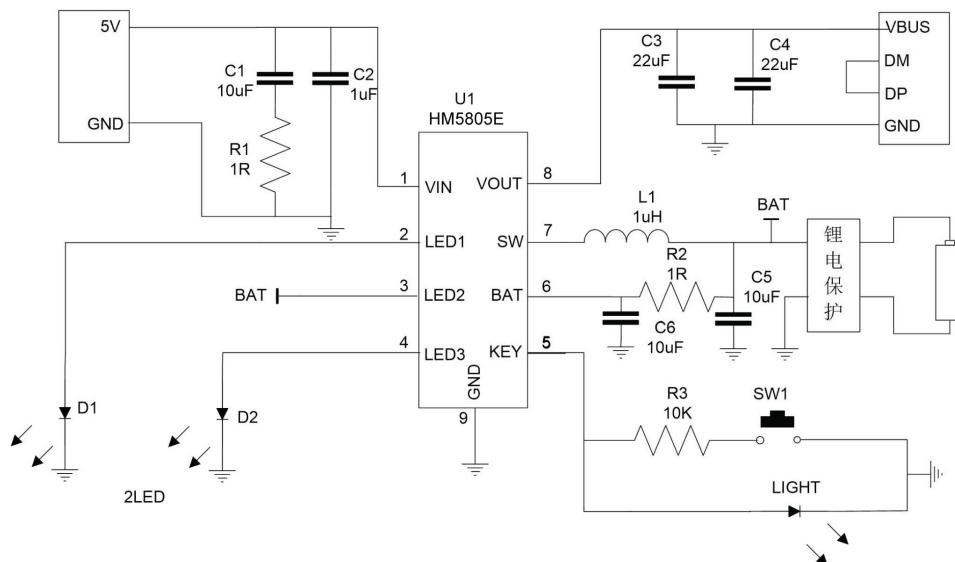 5V
GND
C1
10uF
C2
1uF
R1
1R
U1
HM5805E
C3
22uF
C4
22uF
VBUS
DM
DP
GND
1
VIN
VOUT
8
2
LED1
SW
7
L1
1uH
BAT
BAT
3
LED2
BAT
6
R2
1R
C5
10uF
C6
10uF
锂
电
保
护
4
LED3
KEY
5
GND
9
D1
D2
2LED
R3
10K
SW1
LIGHT